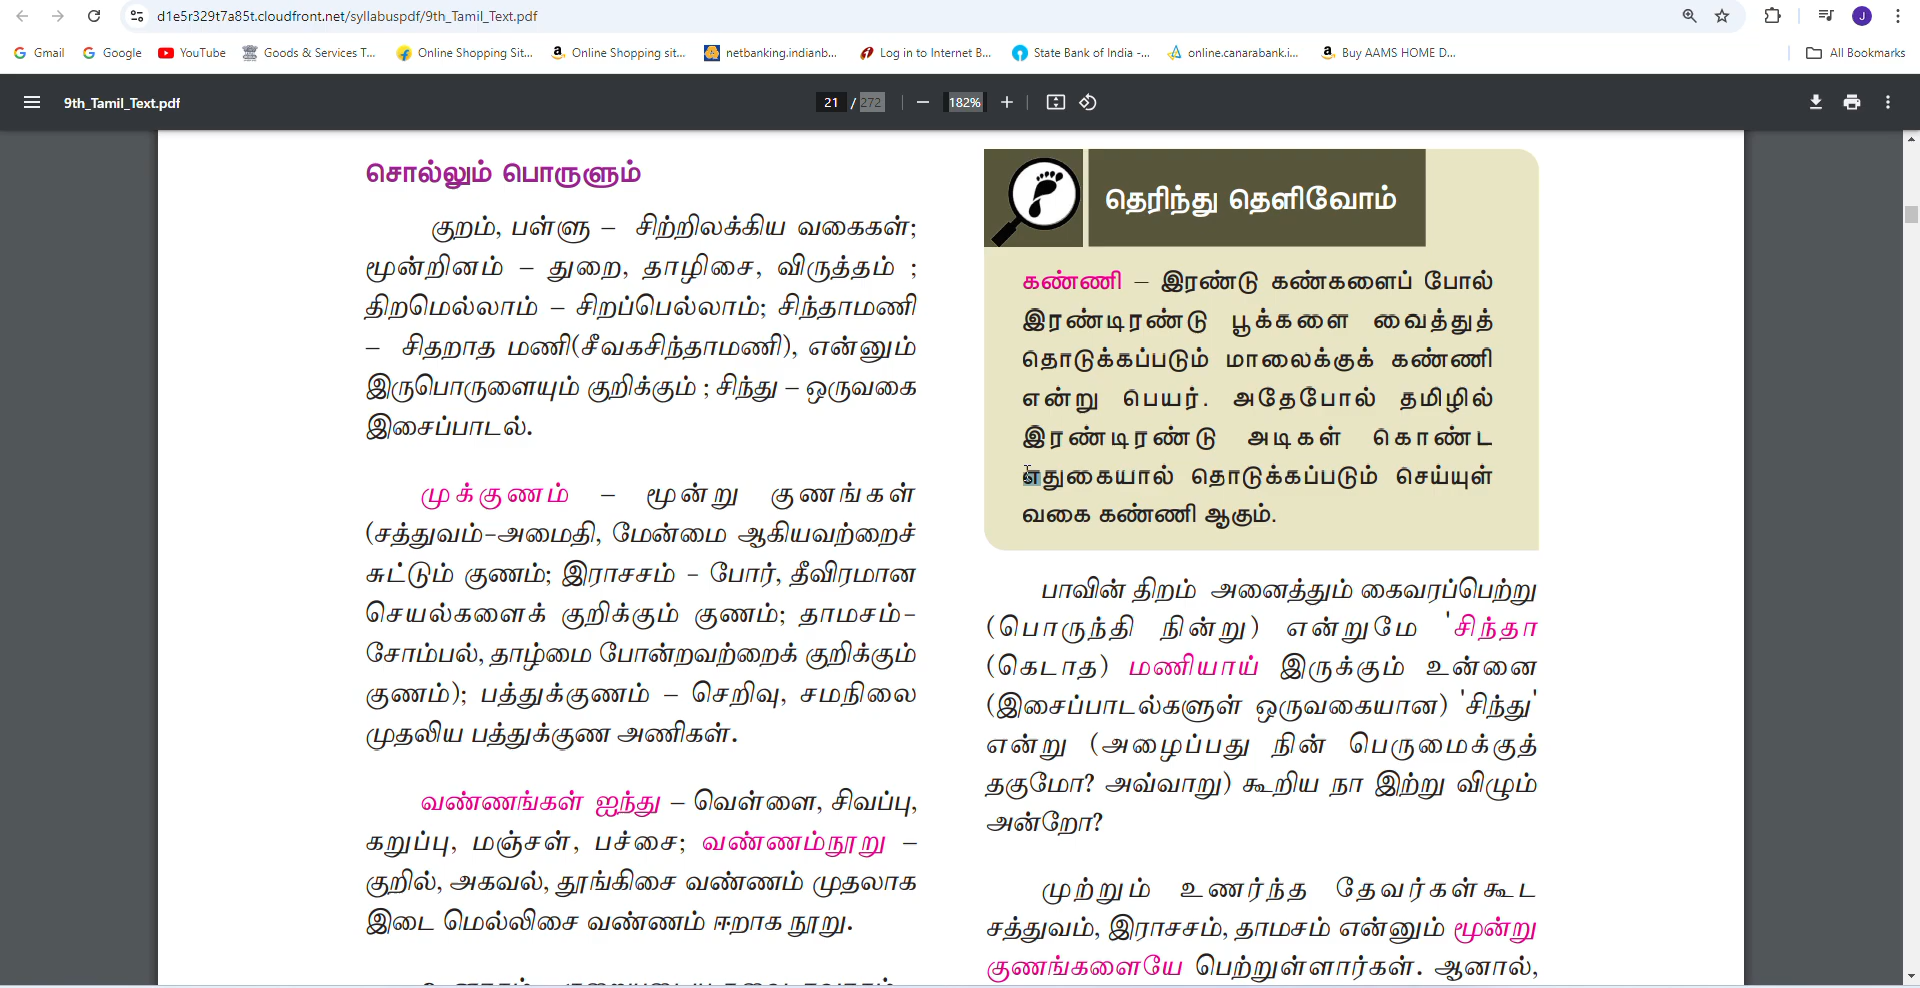 d1e5r329t7a85t.cloudfront.net/syllabuspdf/9th_Tamil_Text.pdf
J
Gmail
Google
YouTube
Goods & Services T...
Online Shopping Sit...
Online Shopping sit...
netbanking.indianb...
Log in to Internet B...
State Bank of India -...
online.canarabank.i...
Buy AAMS HOME D...
All Bookmarks
9th_Tamil_Text.pdf
21 / 272
182%
சொல்லும் பொருளும்
குறம், பள்ளு – சிற்றிலக்கிய வகைகள்;
மூன்றினம் – துறை, தாழிசை, விருத்தம் ;
திறமெல்லாம் – சிறப்பெல்லாம்; சிந்தாமணி
– சிதறாத மணி(சீவகசிந்தாமணி), என்னும்
இருபொருளையும் குறிக்கும் ; சிந்து – ஒருவகை
இசைப்பாடல்.
முக்குணம் – மூன்று குணங்கள்
(சத்துவம்-அமைதி, மேன்மை ஆகியவற்றைச்
சுட்டும் குணம்; இராசசம் – போர், தீவிரமான
செயல்களைக் குறிக்கும் குணம்; தாமசம்-
சோம்பல், தாழ்மை போன்றவற்றைக் குறிக்கும்
குணம்); பத்துக்குணம் – செறிவு, சமநிலை
முதலிய பத்துக்குண அணிகள்.
வண்ணங்கள் ஐந்து – வெள்ளை, சிவப்பு,
கறுப்பு, மஞ்சள், பச்சை; வண்ணம்நூறு –
குறில், அகவல், தூங்கிசை வண்ணம் முதலாக
இடை மெல்லிசை வண்ணம் ஈறாக நூறு.
தெரிந்து தெளிவோம்
கண்ணி – இரண்டு கண்களைப் போல்
இரண்டிரண்டு பூக்களை வைத்துத்
தொடுக்கப்படும் மாலைக்குக் கண்ணி
என்று பெயர். அதேபோல் தமிழில்
இரண்டிரண்டு அடிகள் கொண்ட
எதுகையால் தொடுக்கப்படும் செய்யுள்
வகை கண்ணி ஆகும்.
பாவின் திறம் அனைத்தும் கைவரப்பெற்று
(பொருந்தி நின்று) என்றுமே 'சிந்தா
(கெடாத) மணியாய் இருக்கும் உன்னை
(இசைப்பாடல்களுள் ஒருவகையான) 'சிந்து'
என்று (அழைப்பது நின் பெருமைக்குத்
தகுமோ? அவ்வாறு) கூறிய நா இற்று விழும்
அன்றோ?
முற்றும் உணர்ந்த தேவர்கள்கூட
சத்துவம், இராசசம், தாமசம் என்னும் மூன்று
குணங்களையே பெற்றுள்ளார்கள். ஆனால்,